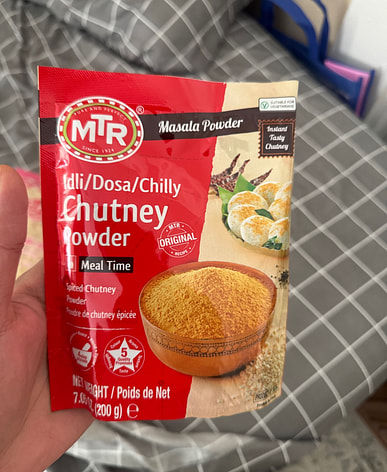 SUITABLE FOR
VEGETARIANS
MTR
®
SINCE 1924
Masala Powder
Instant
Tasty
Chutney
Idli/Dosa/Chilly
Chutney
Powder
MTR
ORIGINAL
RECIPE
Meal Time
Spiced Chutney
Powder
Poudre de chutney épicée
5
NET WEIGHT / Poids de Net
(200 g) e